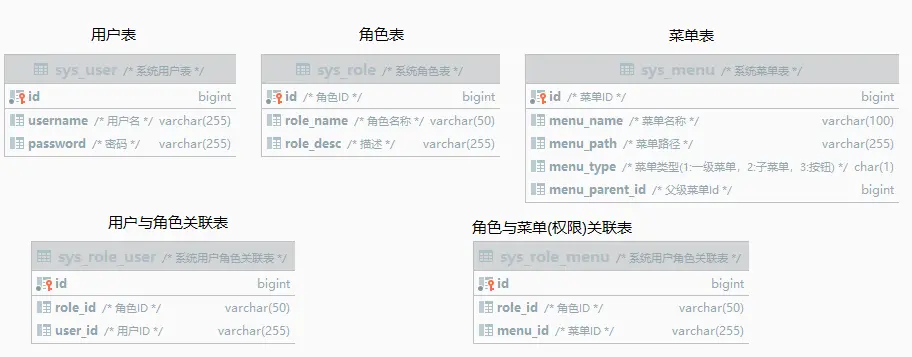 用户表
角色表
菜单表
sys_user /* 系统用户表 */
id bigint
username /* 用户名 */ varchar(255)
password /* 密码 */ varchar(255)
sys_role /* 系统角色表 */
id /* 角色ID */ bigint
role_name /* 角色名称 */ varchar(50)
role_desc /* 描述 */ varchar(255)
sys_menu /* 系统菜单表 */
id /* 菜单ID */ bigint
menu_name /* 菜单名称 */ varchar(100)
menu_path /* 菜单路径 */ varchar(255)
menu_type /* 菜单类型(1:一级菜单，2:子菜单，3:按钮) */ char(1)
menu_parent_id /* 父级菜单Id */ bigint
用户与角色关联表
角色与菜单(权限)关联表
sys_role_user /* 系统用户角色关联表 */
id bigint
role_id /* 角色ID */ varchar(50)
user_id /* 用户ID */ varchar(255)
sys_role_menu /* 系统用户角色关联表 */
id bigint
role_id /* 角色ID */ varchar(50)
menu_id /* 菜单ID */ varchar(255)